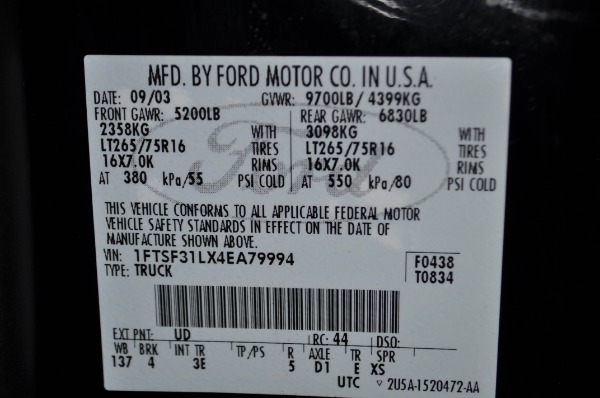 MFD. BY FORD MOTOR CO. IN U.S.A.
DATE: 09/03 GVWR: 9700LB/ 4399KG
FRONT GAWR: 5200LB REAR GAWR: 6830LB
2358KG WITH 3098KG WITH
LT265/75R16 TIRES LT265/75R16 TIRES
16X7.0K RIMS 16X7.0K RIMS
AT 380 kPa/55 PSI COLD AT 550 kPa/80 PSI COLD
Ford
THIS VEHICLE CONFORMS TO ALL APPLICABLE FEDERAL MOTOR
VEHICLE SAFETY STANDARDS IN EFFECT ON THE DATE OF
MANUFACTURE SHOWN ABOVE.
VIN: 1FTSF31LX4EA79994 F0438
TYPE: TRUCK T0834
EXT PNT: UD RC: 44 DSO:
WB BRK INT TR TP/PS R AXLE TR SPR
137 4 3E 5 D1 E XS
UTC 2U5A-1520472-AA